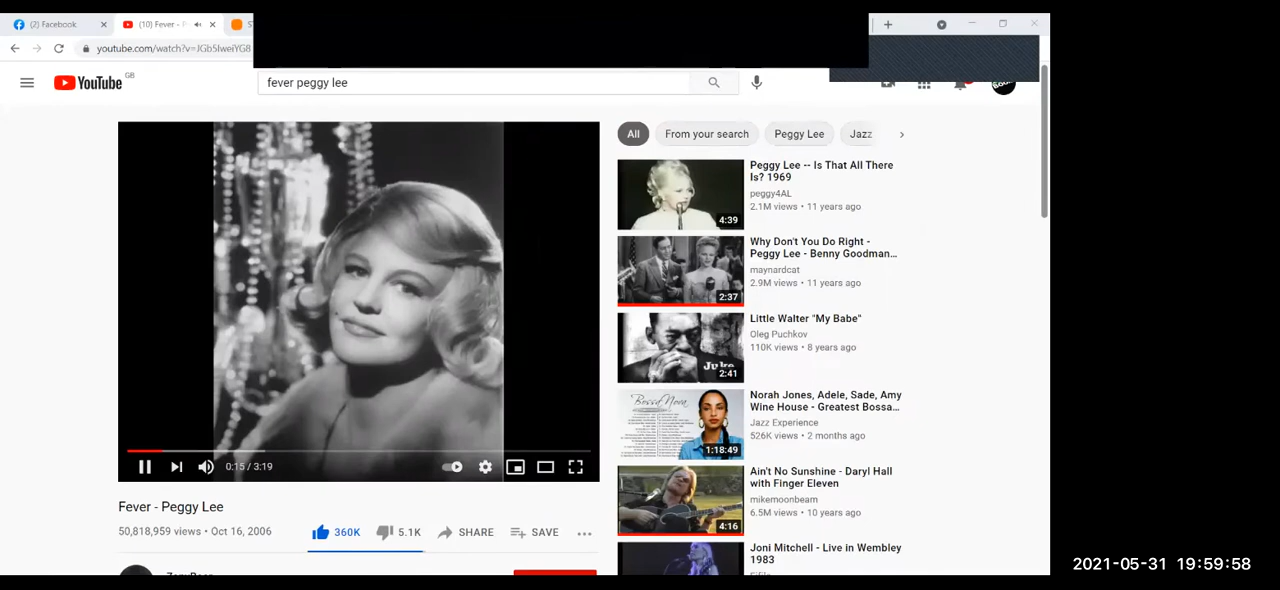 (2) Facebook
(10) Fever - P
youtube.com/watch?v=JGb5IweiYG8
YouTube GB
fever peggy lee
All
From your search
Peggy Lee
Jazz
Peggy Lee -- Is That All There
Is? 1969
peggy4AL
2.1M views • 11 years ago
4:39
Why Don't You Do Right -
Peggy Lee - Benny Goodman...
maynardcat
2.9M views • 11 years ago
2:37
Little Walter "My Babe"
Oleg Puchkov
110K views • 8 years ago
Juke
2:41
Norah Jones, Adele, Sade, Amy
Wine House - Greatest Bossa...
Jazz Experience
526K views • 2 months ago
Bossa Nova
1:18:49
Ain't No Sunshine - Daryl Hall
with Finger Eleven
mikemoonbeam
6.5M views • 10 years ago
4:16
Joni Mitchell - Live in Wembley
1983
0:15 / 3:19
Fever - Peggy Lee
50,818,959 views • Oct 16, 2006
360K
5.1K
SHARE
SAVE
2021-05-31 19:59:58